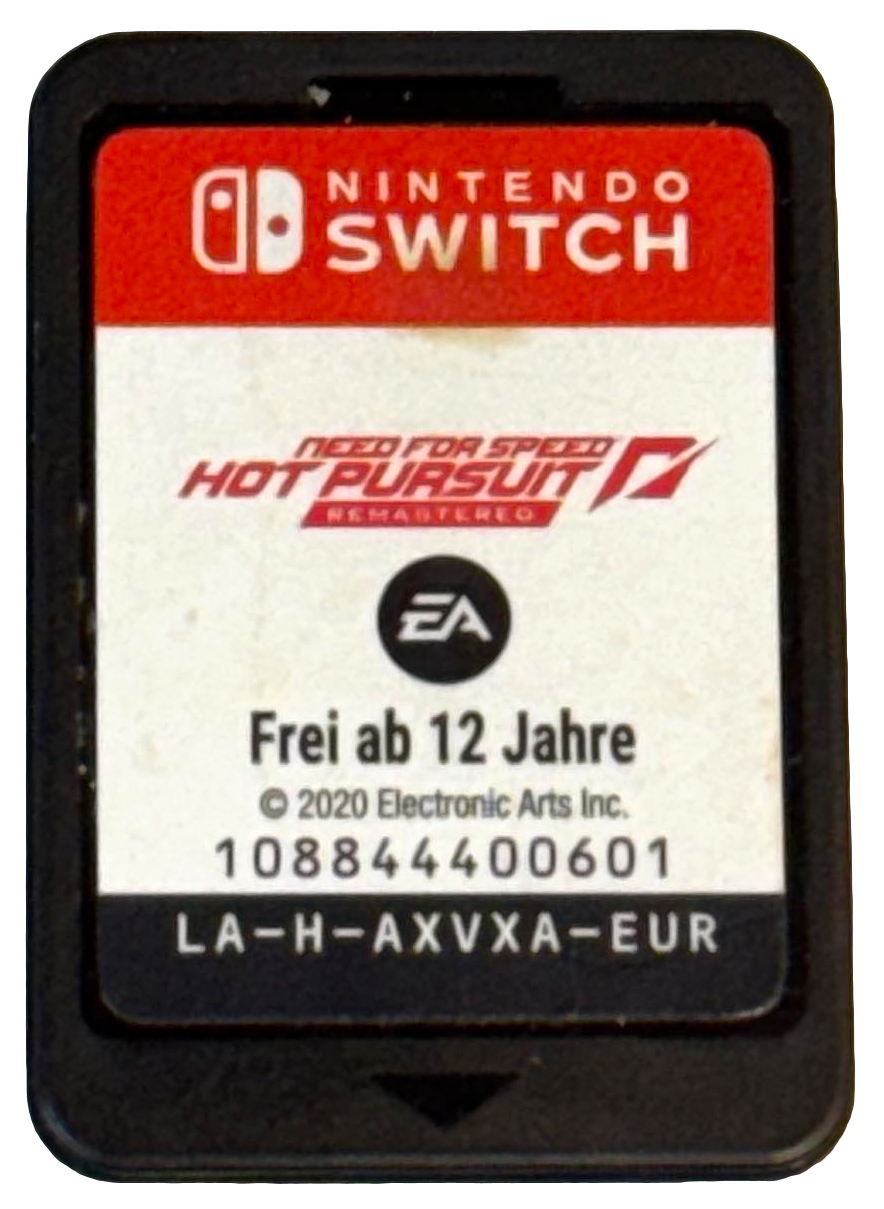 NINTENDO
SWITCH
NEED FOR SPEED
HOT PURSUIT
REMASTERED
EA
Frei ab 12 Jahre
© 2020 Electronic Arts Inc.
108844400601
LA-H-AXVXA-EUR